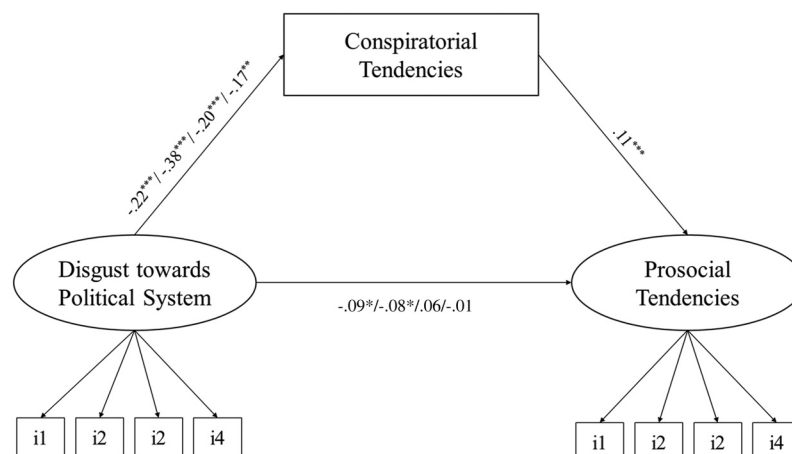 Conspiratorial
Tendencies
-.22***/ -.38***/ -.20***/ -.17**
.11***
Disgust towards
Political System
Prosocial
Tendencies
-.09*/-.08*/.06/-.01
i1
i2
i2
i4
i1
i2
i2
i4